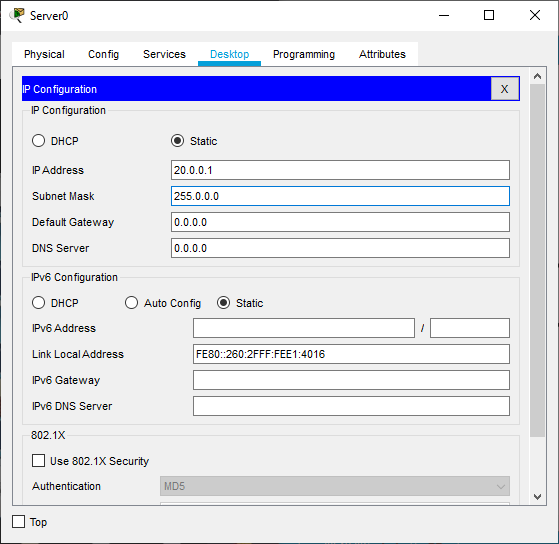 Server0
Physical Config Services Desktop Programming Attributes
IP Configuration X
IP Configuration
DHCP Static
IP Address 20.0.0.1
Subnet Mask 255.0.0.0
Default Gateway 0.0.0.0
DNS Server 0.0.0.0
IPv6 Configuration
DHCP Auto Config Static
IPv6 Address /
Link Local Address FE80::260:2FFF:FEE1:4016
IPv6 Gateway
IPv6 DNS Server
802.1X
Use 802.1X Security
Authentication MD5
Top